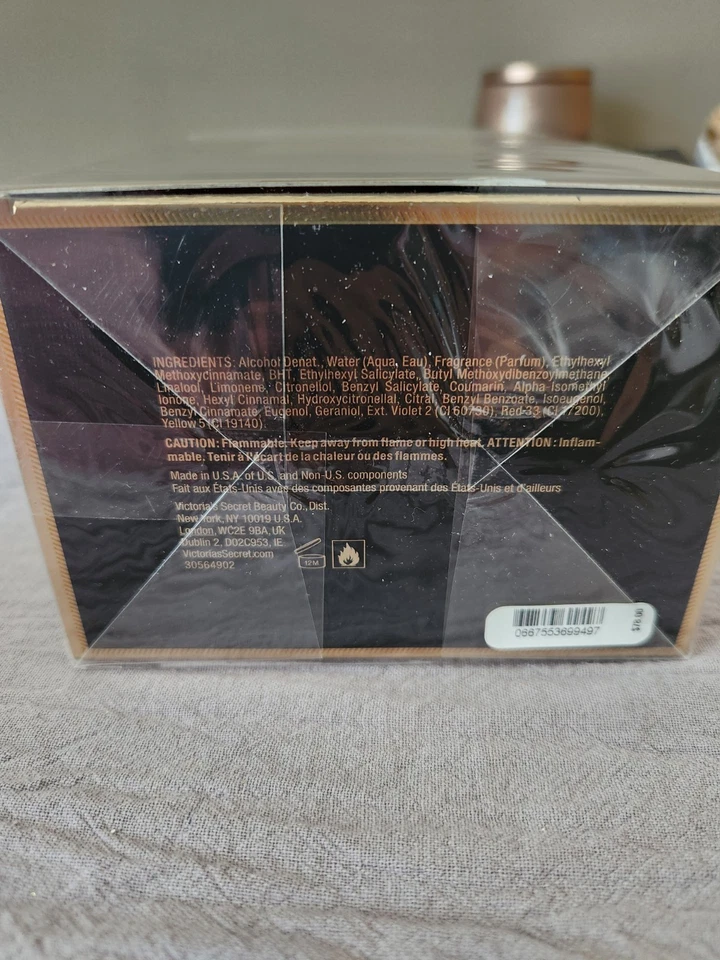 INGREDIENTS: Alcohol Denat., Water (Aqua, Eau), Fragrance (Parfum), Ethylhexyl
Methoxycinnamate, BHT, Ethylhexyl Salicylate, Butyl Methoxydibenzoylmethane,
Linalool, Limonene, Citronellol, Benzyl Salicylate, Coumarin, Alpha-Isomethyl
Ionone, Hexyl Cinnamal, Hydroxycitronellal, Citral, Benzyl Benzoate, Isoeugenol,
Benzyl Cinnamate, Eugenol, Geraniol, Ext. Violet 2 (CI 60730), Red 33 (CI 17200),
Yellow 5 (CI 19140).
CAUTION: Flammable. Keep away from flame or high heat. ATTENTION : Inflam-
mable. Tenir à l'écart de la chaleur ou des flammes.
Made in U.S.A. of U.S. and Non-U.S. components
Fait aux États-Unis avec des composantes provenant des États-Unis et d'ailleurs
Victoria's Secret Beauty Co., Dist.
New York, NY 10019 U.S.A.
London, WC2E 9BA, UK
Dublin 2, D02C953, IE
VictoriasSecret.com
30564902
12M
0667553699497
$76.00